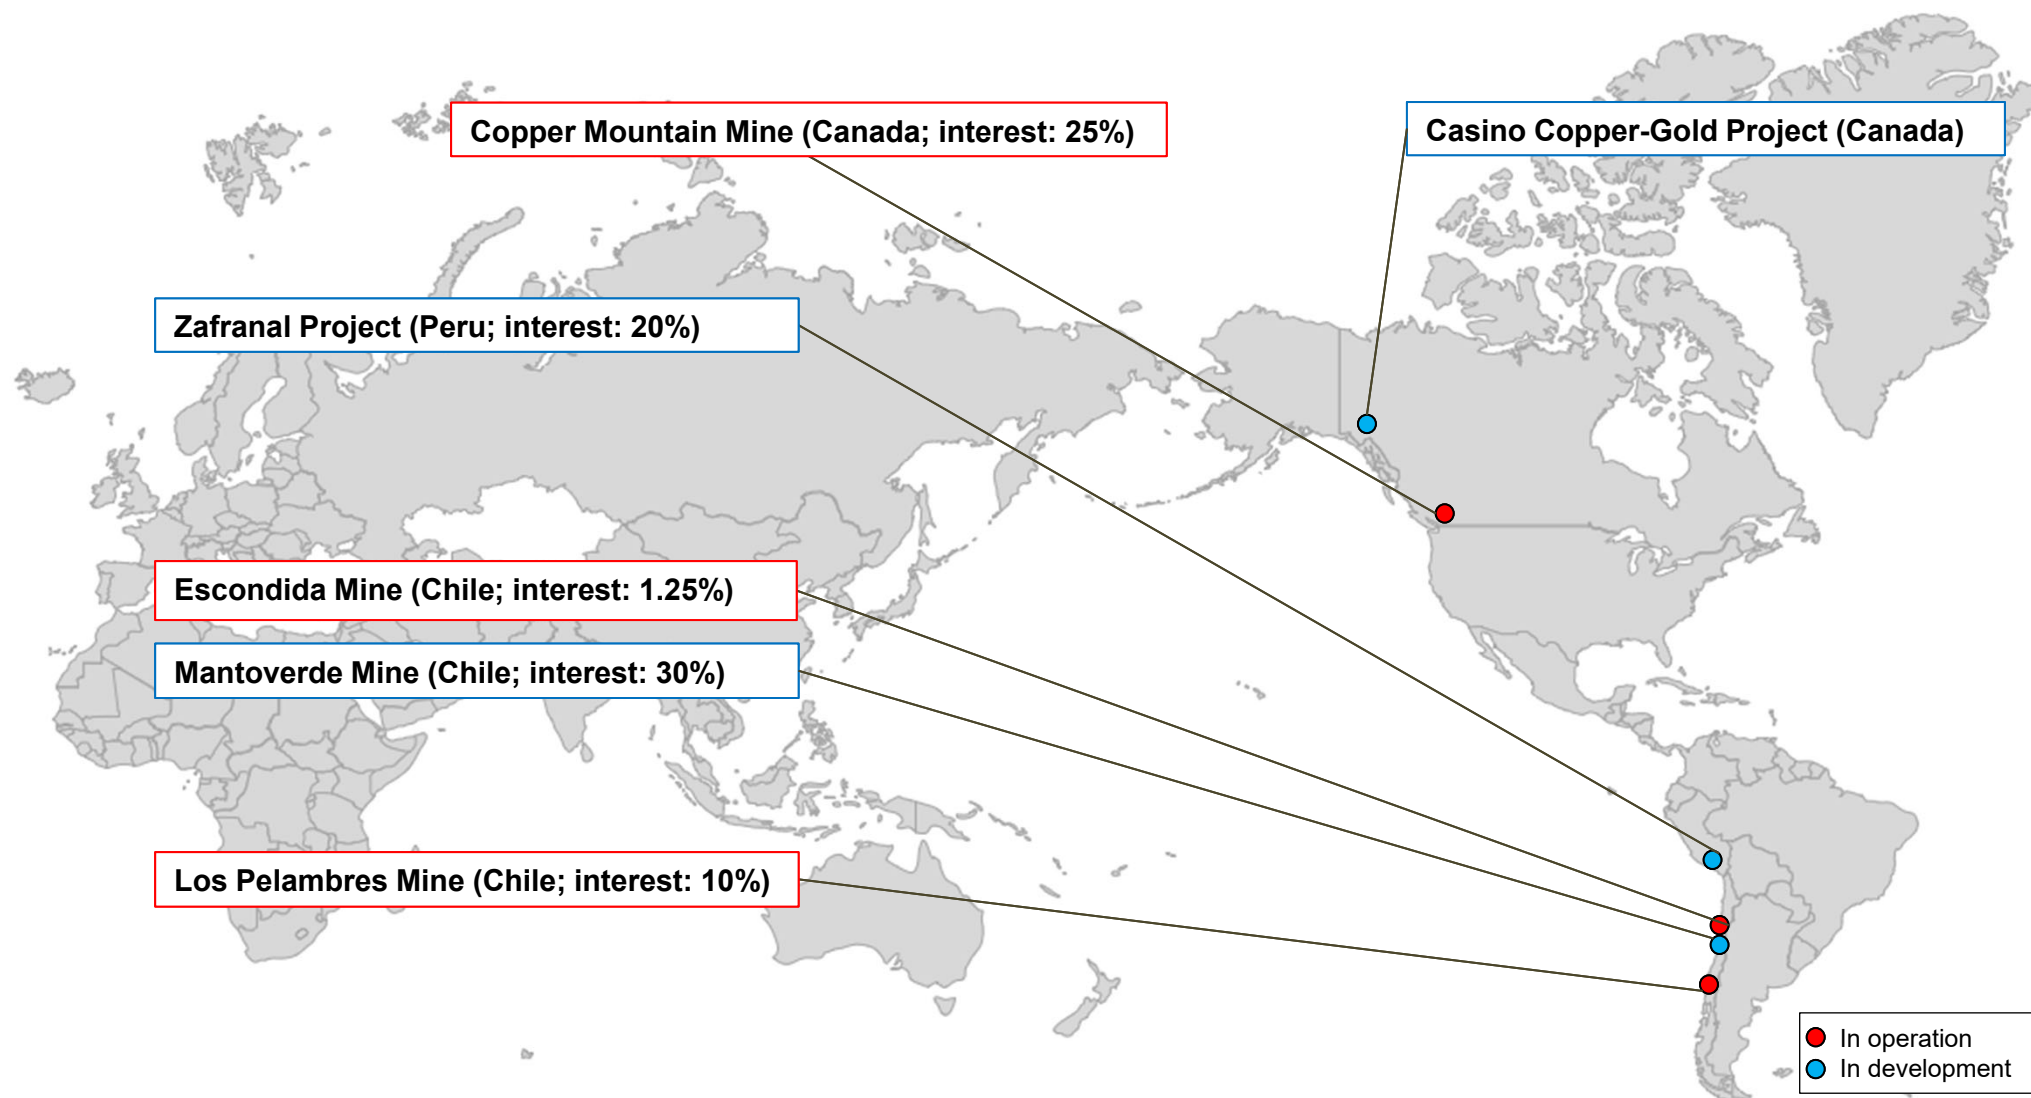 Copper Mountain Mine (Canada; interest: 25%)
Casino Copper-Gold Project (Canada)
Zafranal Project (Peru; interest: 20%)
Escondida Mine (Chile; interest: 1.25%)
Mantoverde Mine (Chile; interest: 30%)
Los Pelambres Mine (Chile; interest: 10%)
In operation
In development